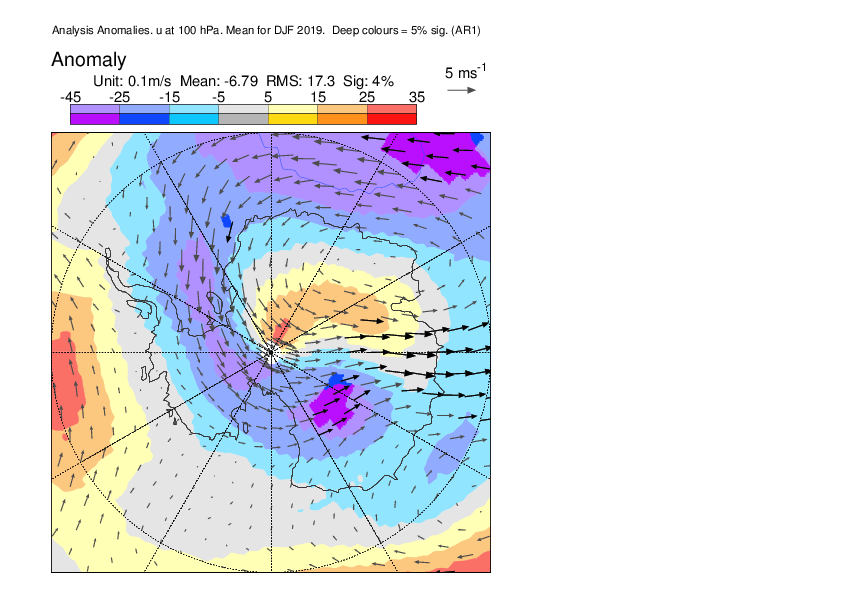 Analysis Anomalies. u at 100 hPa. Mean for DJF 2019. Deep colours = 5% sig. (AR1)
Anomaly
5 ms-1
Unit: 0.1m/s Mean: -6.79 RMS: 17.3 Sig: 4%
-45 -25 -15 -5 5 15 25 35